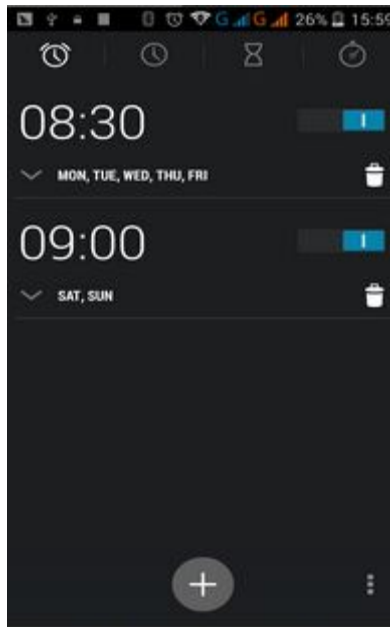 G G 26% 15:59
08:30
MON, TUE, WED, THU, FRI
09:00
SAT, SUN